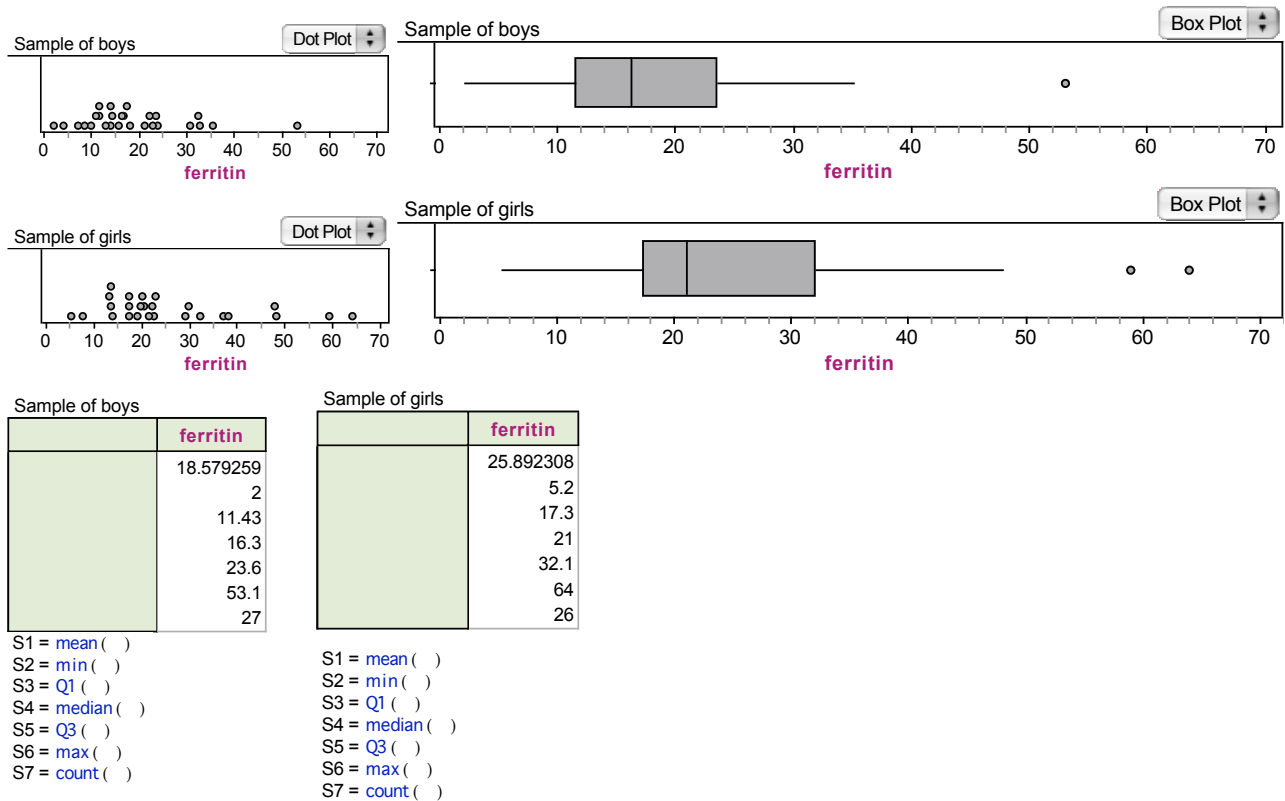 Sample of boys
Dot Plot
0 10 20 30 40 50 60 70
ferritin
Sample of boys
Box Plot
0 10 20 30 40 50 60 70
ferritin
Sample of girls
Dot Plot
0 10 20 30 40 50 60 70
ferritin
Sample of girls
Box Plot
0 10 20 30 40 50 60 70
ferritin
Sample of boys
ferritin
18.579259
2
11.43
16.3
23.6
53.1
27
S1 = mean ( )
S2 = min ( )
S3 = Q1 ( )
S4 = median ( )
S5 = Q3 ( )
S6 = max ( )
S7 = count ( )
Sample of girls
ferritin
25.892308
5.2
17.3
21
32.1
64
26
S1 = mean ( )
S2 = min ( )
S3 = Q1 ( )
S4 = median ( )
S5 = Q3 ( )
S6 = max ( )
S7 = count ( )